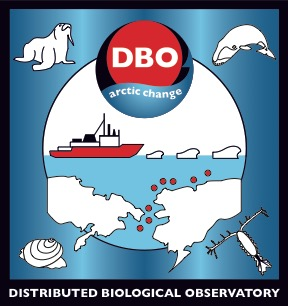 DBO
arctic change
DISTRIBUTED BIOLOGICAL OBSERVATORY